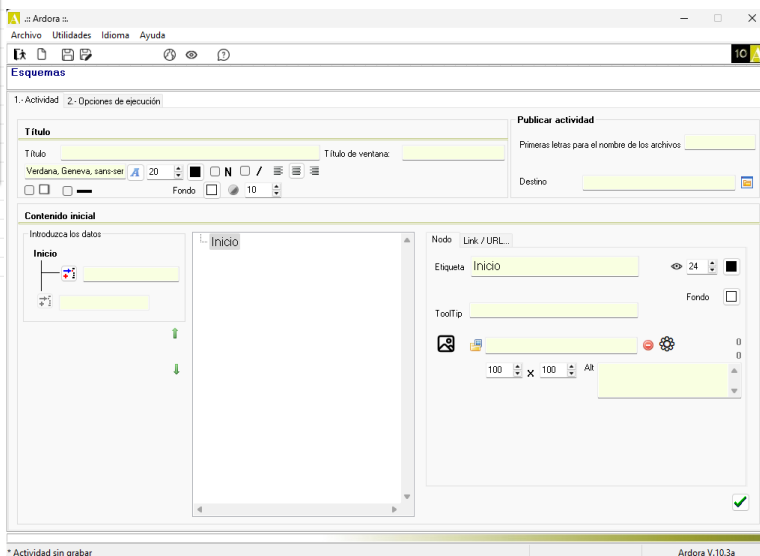 .:: Ardora ::.
Archivo Utilidades Idioma Ayuda
10
Esquemas
1.- Actividad 2.- Opciones de ejecución
Título
Título
Título de ventana:
Verdana, Geneva, sans-ser 20 N /
Fondo 10
Publicar actividad
Primeras letras para el nombre de los archivos
Destino
Contenido inicial
Introduzca los datos
Inicio
Inicio
Nodo Link / URL...
Etiqueta Inicio 24
Fondo
ToolTip
0
0
100 x 100 Alt
* Actividad sin grabar
Ardora V.10.3a